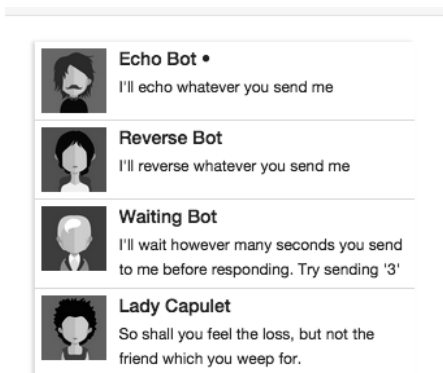 Echo Bot •
I'll echo whatever you send me
Reverse Bot
I'll reverse whatever you send me
Waiting Bot
I'll wait however many seconds you send
to me before responding. Try sending '3'
Lady Capulet
So shall you feel the loss, but not the
friend which you weep for.